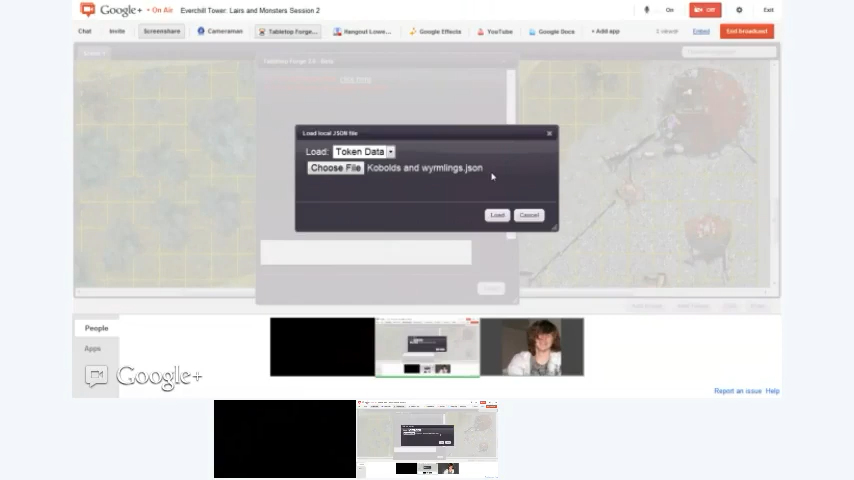 Google+ • On Air Everchill Tower: Lairs and Monsters Session 2 On Off Exit
Chat Invite Screenshare Cameraman Tabletop Forge... Hangout Lowe... Google Effects YouTube Google Docs + Add app 1 viewer Embed End broadcast
Load local JSON file
Load: Token Data
Choose File Kobolds and wyrmlings.json
Load Cancel
People
Apps
Google+
Report an issue Help